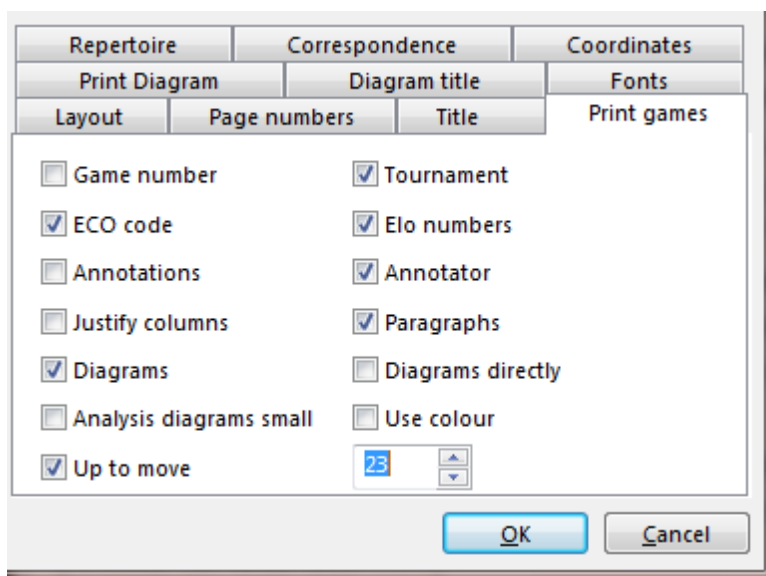 Repertoire Correspondence Coordinates
Print Diagram Diagram title Fonts
Layout Page numbers Title Print games
Game number Tournament
ECO code Elo numbers
Annotations Annotator
Justify columns Paragraphs
Diagrams Diagrams directly
Analysis diagrams small Use colour
Up to move 23
OK Cancel